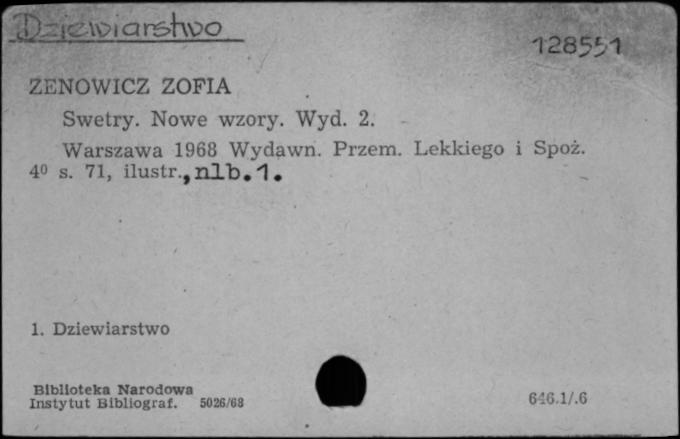 Dziewiarstwo
128551
ZENOWICZ ZOFIA
Swetry. Nowe wzory. Wyd. 2.
Warszawa 1968 Wydawn. Przem. Lekkiego i Spoż.
4⁰ s. 71, ilustr., nlb. 1.
1. Dziewiarstwo
Biblioteka Narodowa
Instytut Bibliograf. 5026/68
646.1/.6